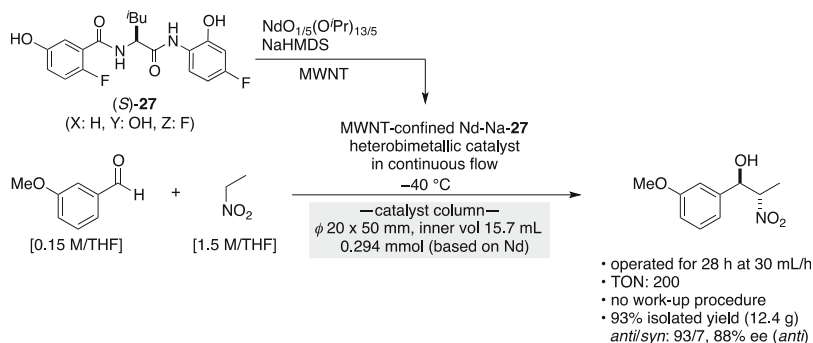 HO
O
N
H
iBu
O
H
N
HO
F
F
(S)-27
(X: H, Y: OH, Z: F)
NdO1/5(OiPr)13/5
NaHMDS
MWNT
MWNT-confined Nd-Na-27
heterobimetallic catalyst
in continuous flow
–40 °C
MeO
O
H
[0.15 M/THF]
+
NO2
[1.5 M/THF]
—catalyst column—
ϕ 20 x 50 mm, inner vol 15.7 mL
0.294 mmol (based on Nd)
MeO
OH
NO2
• operated for 28 h at 30 mL/h
• TON: 200
• no work-up procedure
• 93% isolated yield (12.4 g)
anti/syn: 93/7, 88% ee (anti)